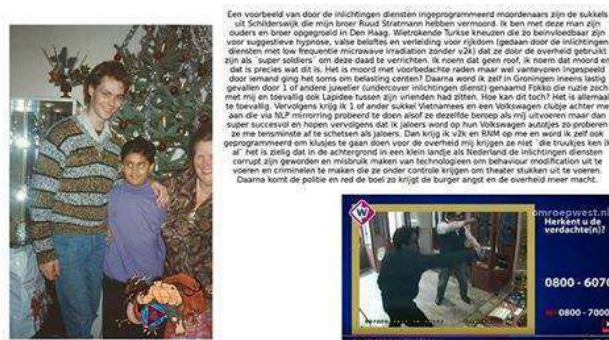 Een voorbeeld van door de inlichtingen diensten ingeprogrammeerd moordenaars zijn de sukkels
uit Schilderswijk die mijn broer Ruud Stratmann hebben vermoord. Ik ben met deze man zijn
ouders en broer opgegroeid in Den Haag. Wietrokende Turkse kneuzen die zo beinvloedbaar zijn
voor suggestieve hypnose, valse beloftes en verleiding voor rijkdom (gedaan door de inlichtingen
diensten met low frequentie microwave irradiation zonder v2k) dat ze door de overheid gebruikt
zijn als 'super soldiers' om deze daad te verrichten. Ik noem dat geen roof, ik noem dat moord en
dat is precies wat dit is. Het is moord met voorbedachte raden maar wat vantevoren ingespeeld
door iemand ging het toms om belasting centen? Daarna word ik zelf in Groningen ineens lastig
gevallen door 1 of andere juwelier (undercover inlichtingen dienst) genaamd Fokko die ruzie zoch
met mij en toevallig ook Lapidee tussen zijn vrienden had zitten. Hoe kan dit toch? Het is allemaal
te toevallig. Vervolgens krijg ik 1 of ander sukkel Vietnamees en een Volkswagen clubje achter me
aan die via NLP mirrorring probeerd te doen alsof ze dezelfde beroep als mij uitvoeren maar dan
super succesvol en hopen vervolgens dat ik jaloers word op hun Volkswagen autotjes zo proberen
ze me tensminste af te schetsen als jaloers. Dan krijg ik v2k en RNM op me en word ik zelf ook
geprogrammeerd om klusjes te gaan doen voor de overheid mij krijgen ze niet 'die truukjes ken ik
al' het is zielig dat in de achtergrond in een klein landje als Nederland de inlichtingen diensten
corrupt zijn geworden en misbruik maken van technologieen om behaviour modification uit te
voeren en criminelen te maken die ze onder controle krijgen om theater stukken uit te voeren.
Daarna komt de politie en red de boel zo krijgt de burger angst en de overheid meer macht.
W
omroepwest.nl
Herkent u de
verdachte(n)?
0800 - 6070
0800 - 7000